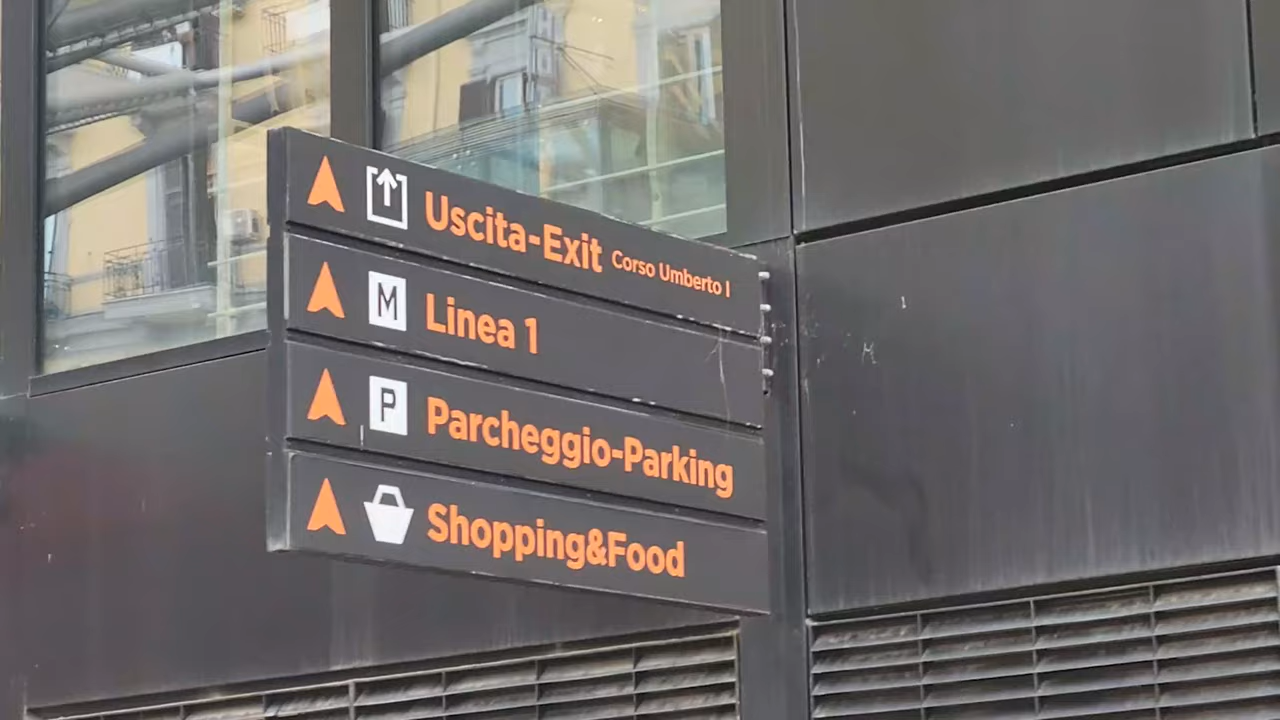 Uscita-Exit Corso Umberto I
M Linea 1
P Parcheggio-Parking
Shopping&Food